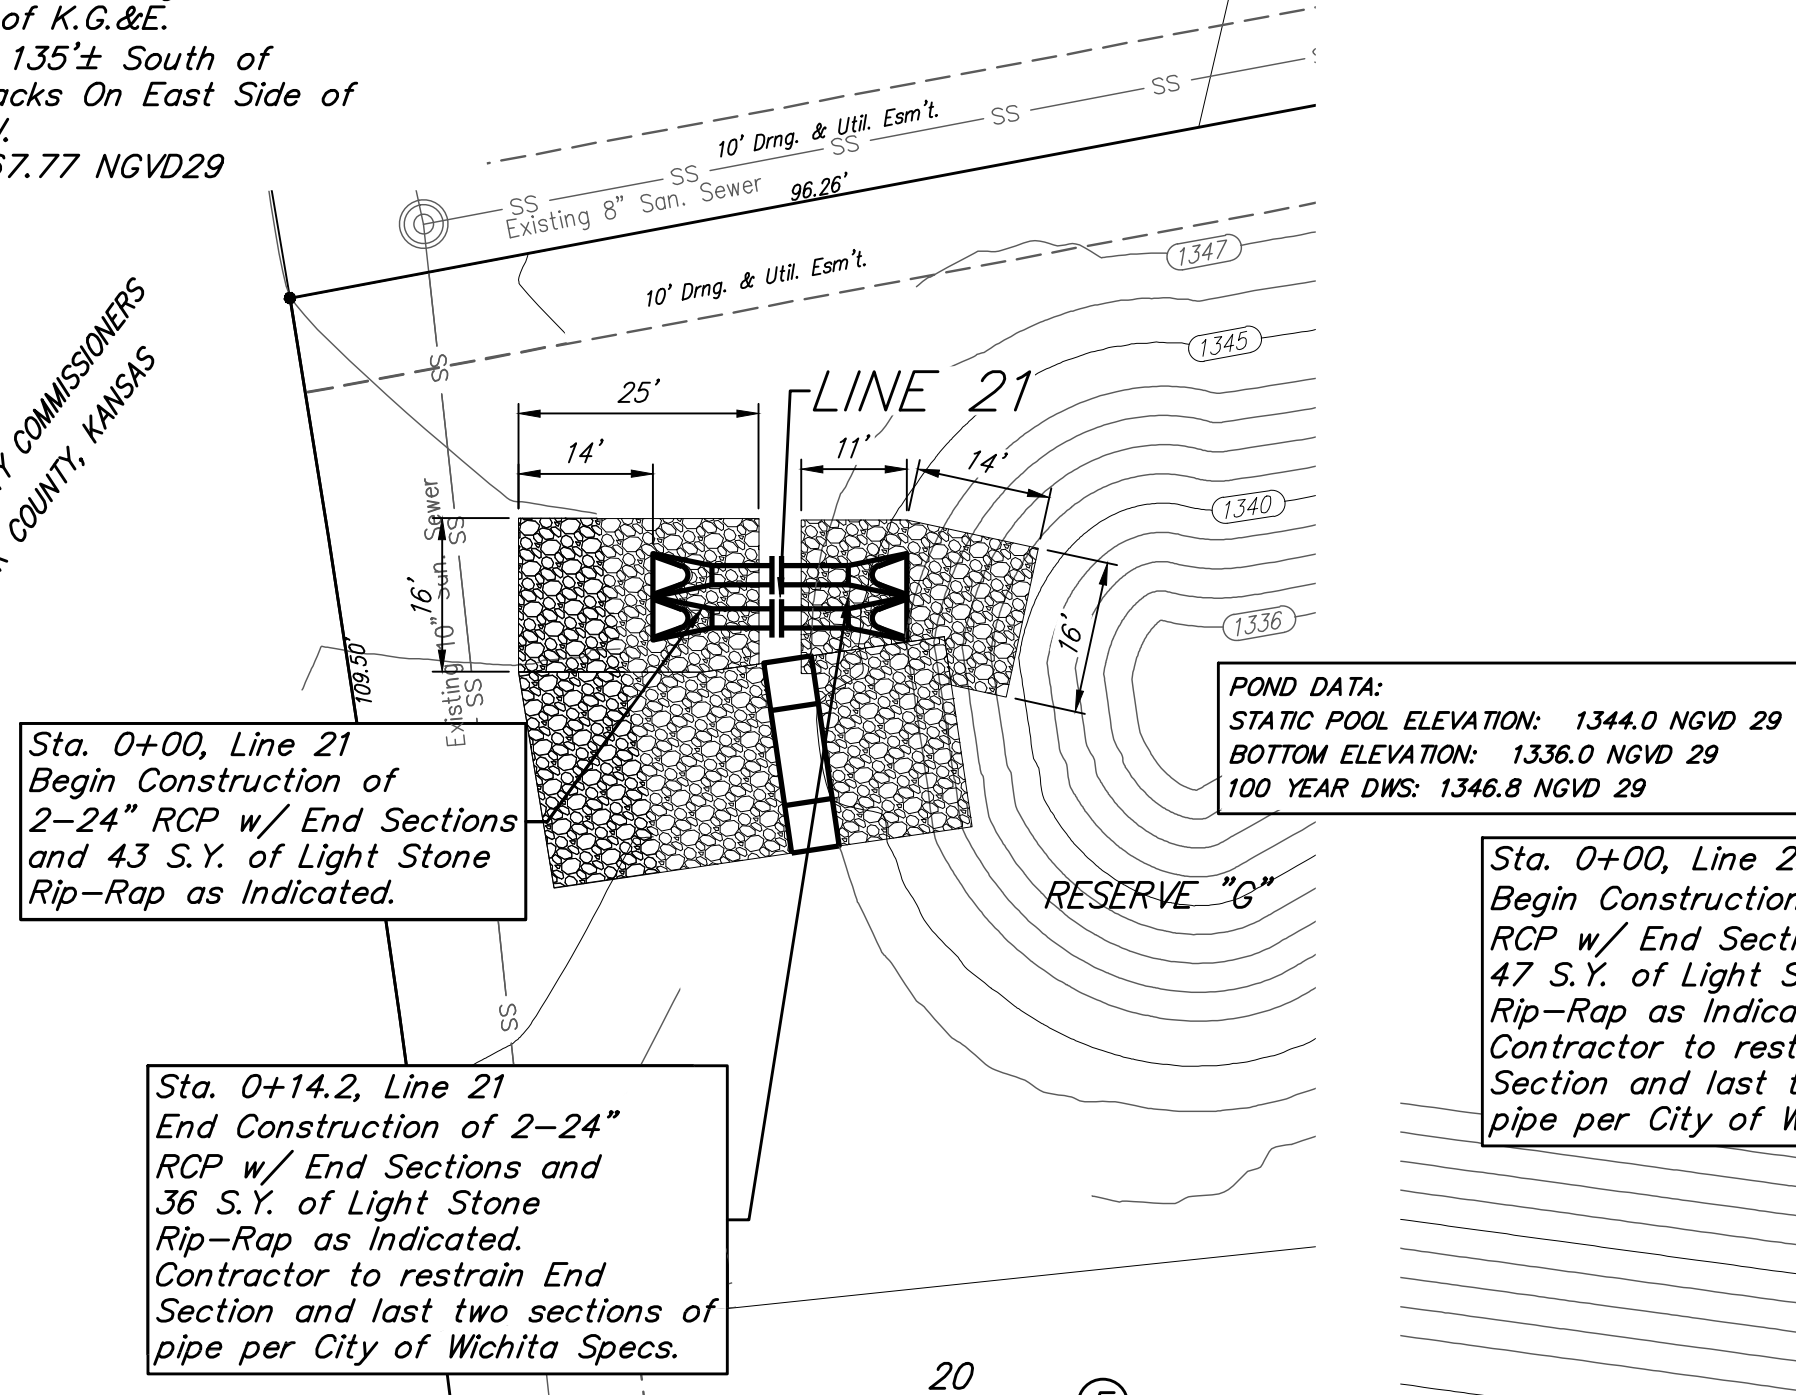 of K.G.&E.
135'± South of
On East Side of
67.77 NGVD29
COMMISSIONERS
COUNTY, KANSAS
10' Drng. & Util. Esm't.
SS
SS
SS
SS
SS
Existing 8" San. Sewer
96.26'
10' Drng. & Util. Esm't.
1347
1345
1340
1336
SS
SS
SS
SS
Existing 10" Sun. Sewer
109.50'
LINE 21
25'
14'
11'
14'
16'
16'
POND DATA:
STATIC POOL ELEVATION: 1344.0 NGVD 29
BOTTOM ELEVATION: 1336.0 NGVD 29
100 YEAR DWS: 1346.8 NGVD 29
Sta. 0+00, Line 21
Begin Construction of
2-24" RCP w/ End Sections
and 43 S.Y. of Light Stone
Rip-Rap as Indicated.
RESERVE "G"
Sta. 0+00, Line 2
Begin Construction
RCP w/ End Secti
47 S.Y. of Light S
Rip-Rap as Indica
Contractor to rest
Section and last t
pipe per City of W
Sta. 0+14.2, Line 21
End Construction of 2-24"
RCP w/ End Sections and
36 S.Y. of Light Stone
Rip-Rap as Indicated.
Contractor to restrain End
Section and last two sections of
pipe per City of Wichita Specs.
20